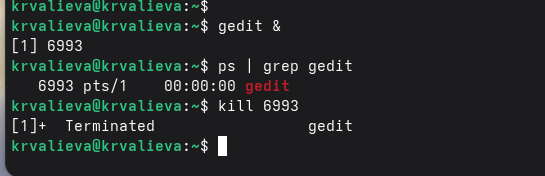 krvalieva@krvalieva:~$
krvalieva@krvalieva:~$ gedit &
[1] 6993
krvalieva@krvalieva:~$ ps | grep gedit
   6993 pts/1    00:00:00 gedit
krvalieva@krvalieva:~$ kill 6993
[1]+  Terminated                 gedit
krvalieva@krvalieva:~$